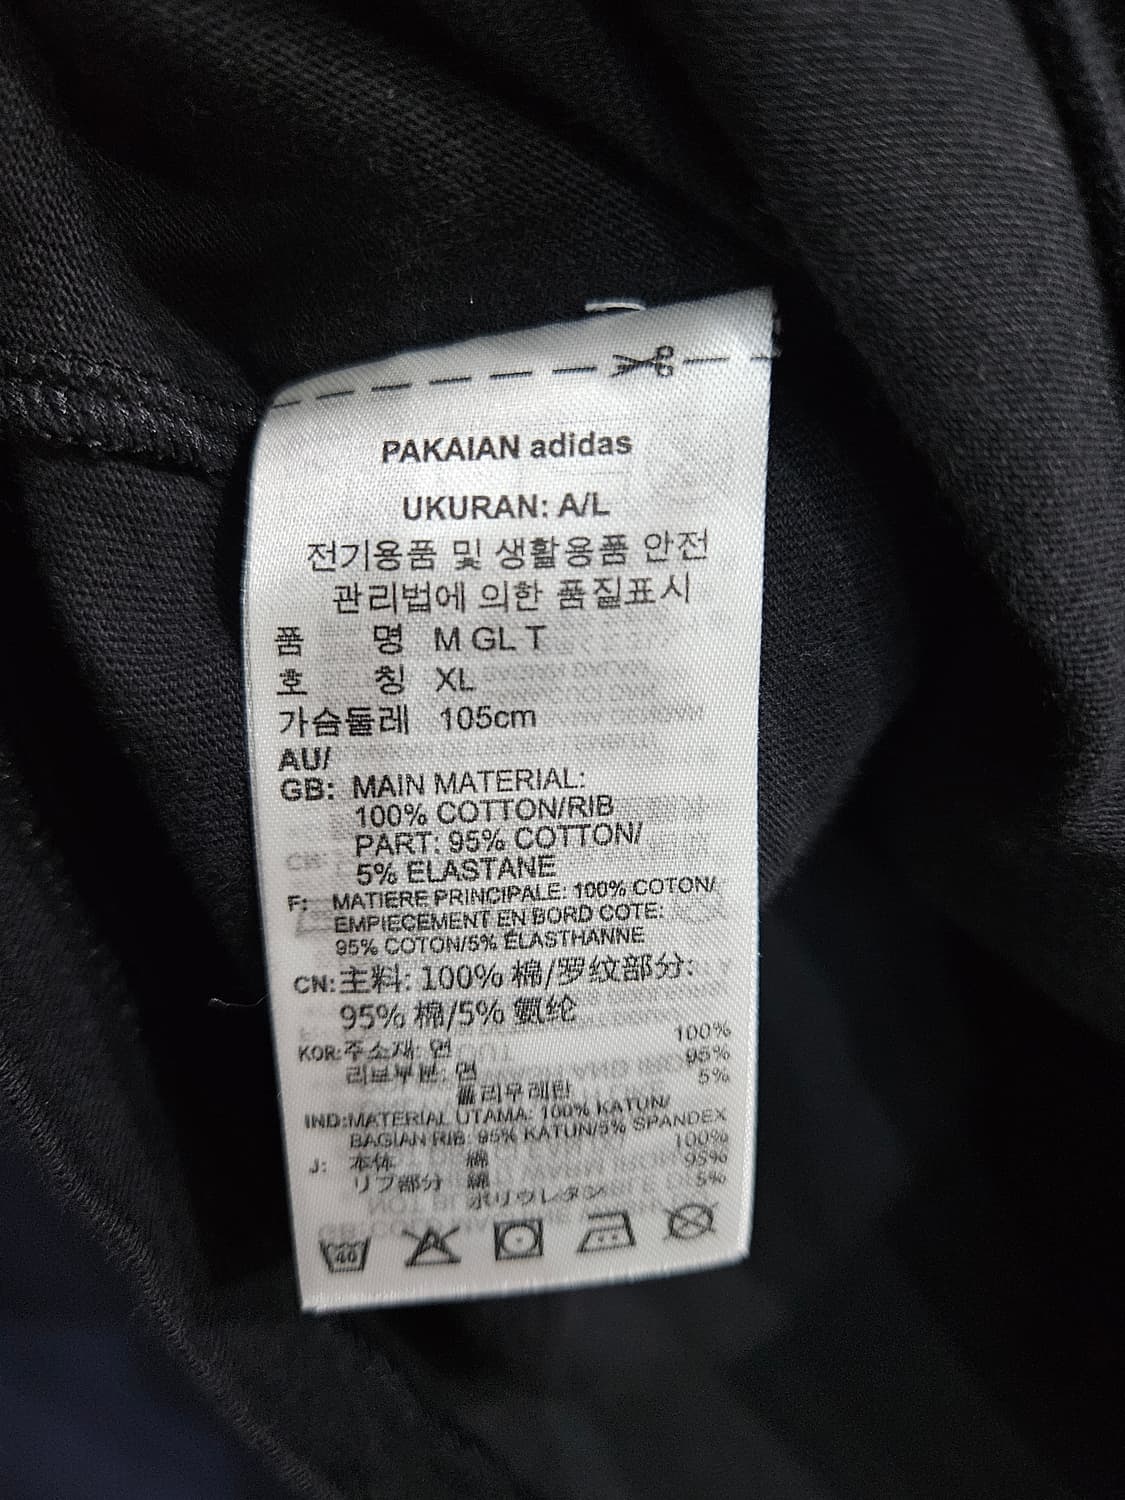 PAKAIAN adidas
UKURAN: A/L
전기용품 및 생활용품 안전
관리법에 의한 품질표시
품 명 M GL T
호 칭 XL
가슴둘레 105cm
AU/
GB: MAIN MATERIAL:
100% COTTON/RIB
PART: 95% COTTON/
5% ELASTANE
F: MATIERE PRINCIPALE: 100% COTON/
EMPIECEMENT EN BORD COTE:
95% COTON/5% ÉLASTHANNE
CN: 主料: 100% 棉/罗纹部分:
95% 棉/5% 氨纶
KOR: 주소재: 면 100%
리브부분: 면 95%
폴리우레탄 5%
IND: MATERIAL UTAMA: 100% KATUN/
BAGIAN RIB: 95% KATUN/5% SPANDEX
J: 本体 綿 100%
リブ部分 綿 95%
ポリウレタン 5%
40